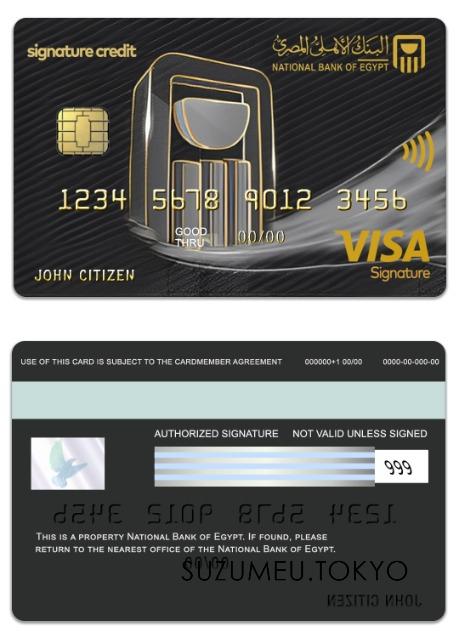 signature credit
البنك الأهلي المصري
NATIONAL BANK OF EGYPT
1234 5678 9012 3456
GOOD
THRU 00/00
VISA
JOHN CITIZEN
Signature
USE OF THIS CARD IS SUBJECT TO THE CARDMEMBER AGREEMENT 000000+1 00/00 0000-00-000-00
AUTHORIZED SIGNATURE NOT VALID UNLESS SIGNED
999
1234 5678 9012 3456
THIS IS A PROPERTY NATIONAL BANK OF EGYPT. IF FOUND, PLEASE
RETURN TO THE NEAREST OFFICE OF THE NATIONAL BANK OF EGYPT.
00/00
SUZUMEU.TOKYO
JOHN CITIZEN